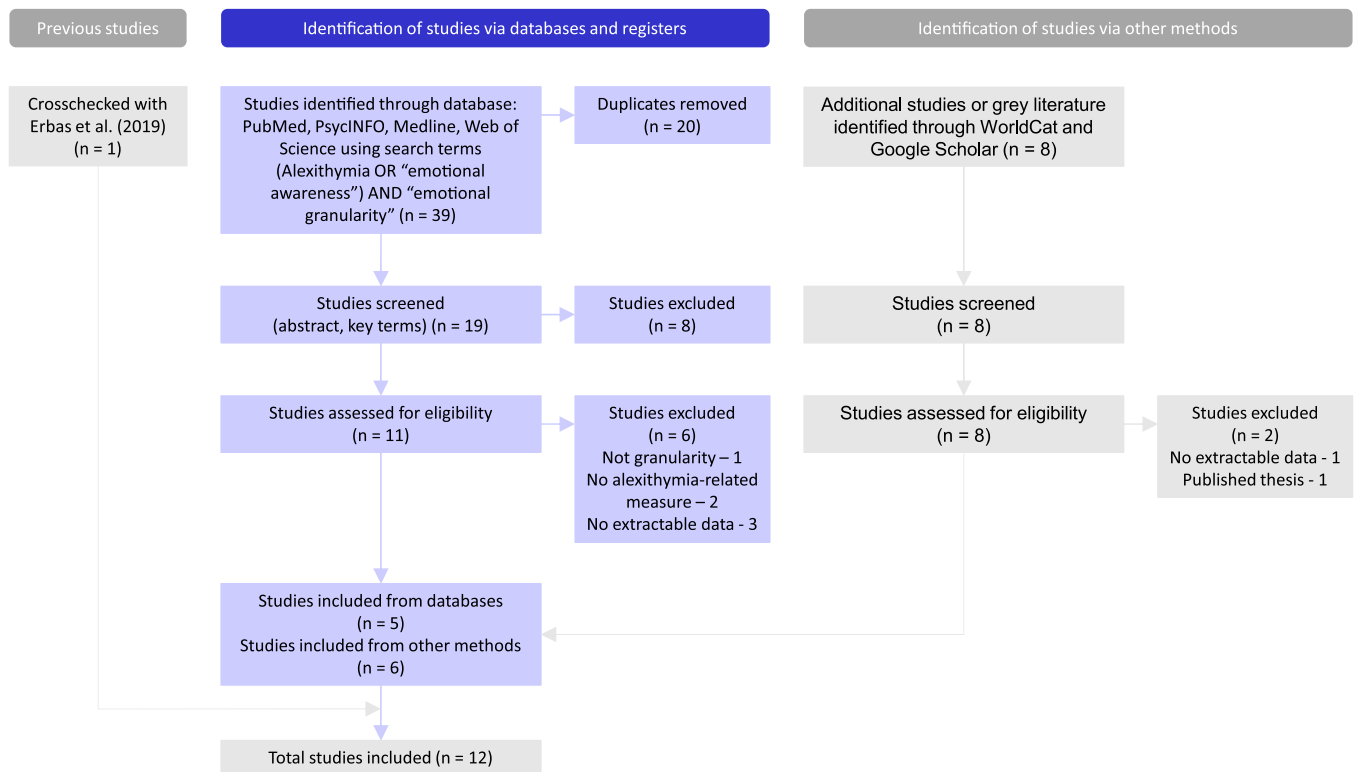 Previous studies
Identification of studies via databases and registers
Identification of studies via other methods
Crosschecked with
Erbas et al. (2019)
(n = 1)
Studies identified through database:
PubMed, PsycINFO, Medline, Web of
Science using search terms
(Alexithymia OR “emotional
awareness”) AND “emotional
granularity” (n = 39)
Duplicates removed
(n = 20)
Additional studies or grey literature
identified through WorldCat and
Google Scholar (n = 8)
Studies screened
(abstract, key terms) (n = 19)
Studies excluded
(n = 8)
Studies screened
(n = 8)
Studies assessed for eligibility
(n = 11)
Studies excluded
(n = 6)
Not granularity – 1
No alexithymia-related
measure – 2
No extractable data - 3
Studies assessed for eligibility
(n = 8)
Studies excluded
(n = 2)
No extractable data - 1
Published thesis - 1
Studies included from databases
(n = 5)
Studies included from other methods
(n = 6)
Total studies included (n = 12)